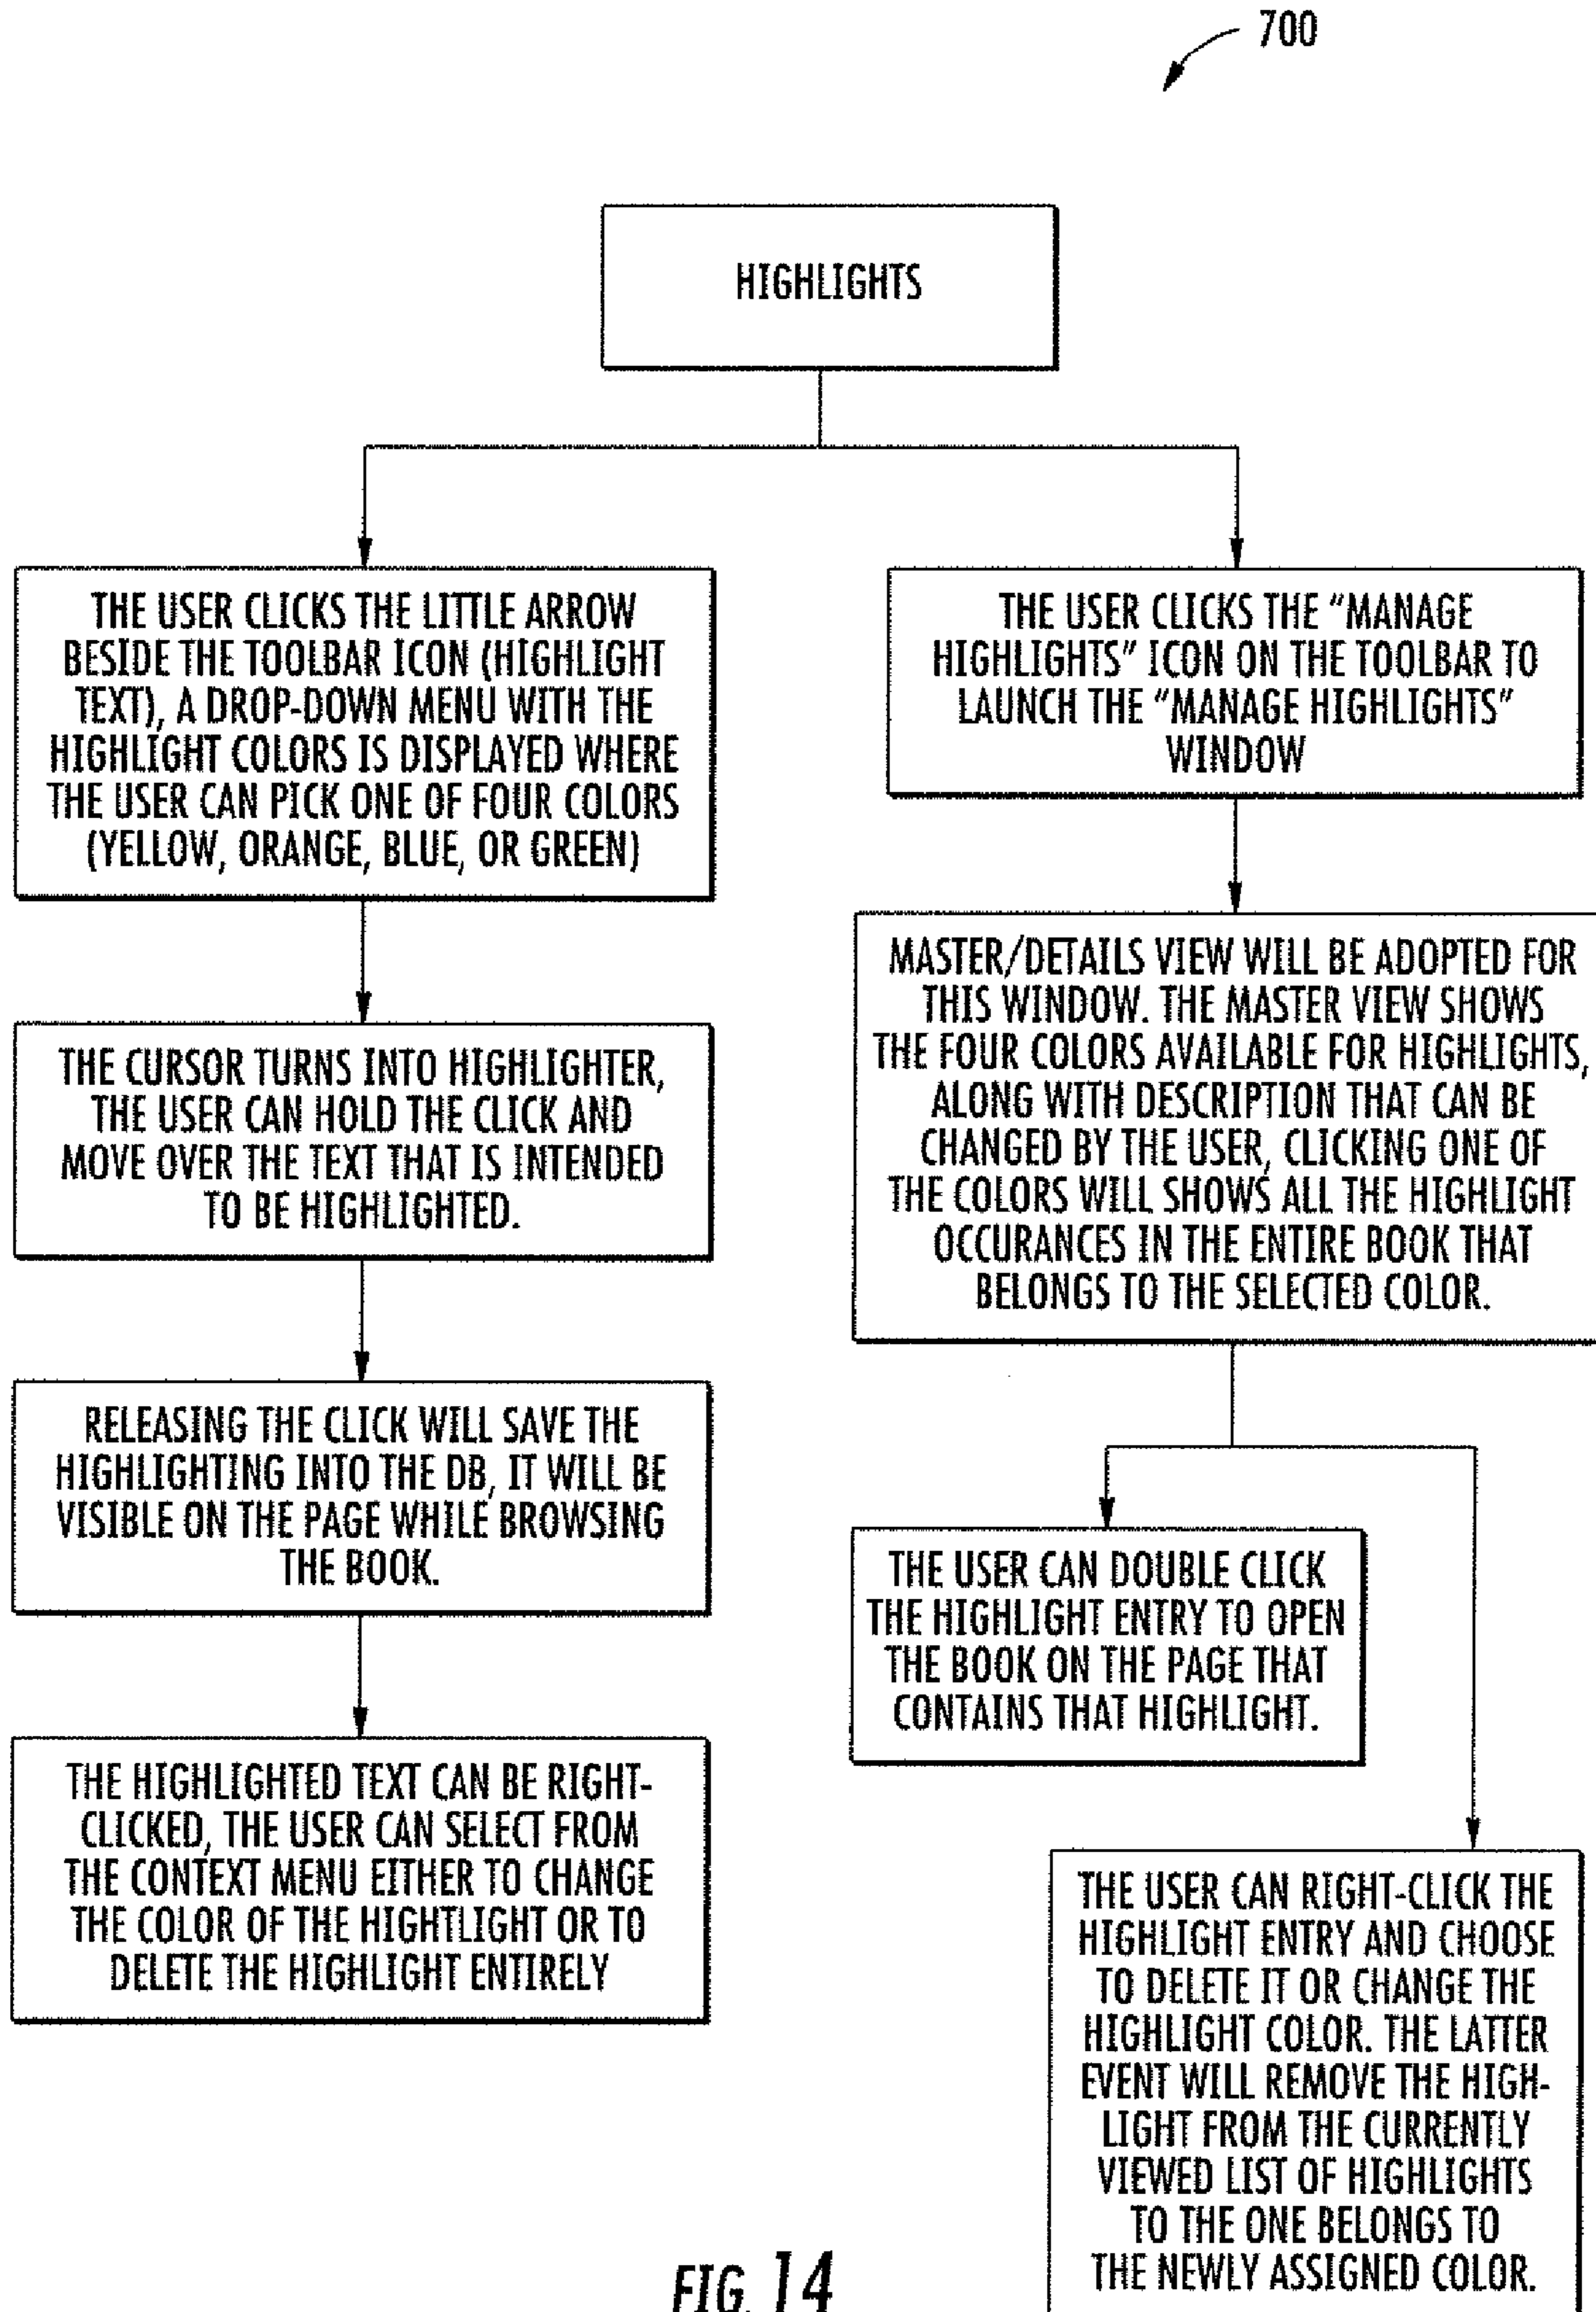 700
HIGHLIGHTS
THE USER CLICKS THE LITTLE ARROW
BESIDE THE TOOLBAR ICON (HIGHLIGHT
TEXT), A DROP-DOWN MENU WITH THE
HIGHLIGHT COLORS IS DISPLAYED WHERE
THE USER CAN PICK ONE OF FOUR COLORS
(YELLOW, ORANGE, BLUE, OR GREEN)
THE CURSOR TURNS INTO HIGHLIGHTER,
THE USER CAN HOLD THE CLICK AND
MOVE OVER THE TEXT THAT IS INTENDED
TO BE HIGHLIGHTED.
RELEASING THE CLICK WILL SAVE THE
HIGHLIGHTING INTO THE DB, IT WILL BE
VISIBLE ON THE PAGE WHILE BROWSING
THE BOOK.
THE HIGHLIGHTED TEXT CAN BE RIGHT-
CLICKED, THE USER CAN SELECT FROM
THE CONTEXT MENU EITHER TO CHANGE
THE COLOR OF THE HIGHTLIGHT OR TO
DELETE THE HIGHLIGHT ENTIRELY
THE USER CLICKS THE "MANAGE
HIGHLIGHTS" ICON ON THE TOOLBAR TO
LAUNCH THE "MANAGE HIGHLIGHTS"
WINDOW
MASTER/DETAILS VIEW WILL BE ADOPTED FOR
THIS WINDOW. THE MASTER VIEW SHOWS
THE FOUR COLORS AVAILABLE FOR HIGHLIGHTS,
ALONG WITH DESCRIPTION THAT CAN BE
CHANGED BY THE USER, CLICKING ONE OF
THE COLORS WILL SHOWS ALL THE HIGHLIGHT
OCCURANCES IN THE ENTIRE BOOK THAT
BELONGS TO THE SELECTED COLOR.
THE USER CAN DOUBLE CLICK
THE HIGHLIGHT ENTRY TO OPEN
THE BOOK ON THE PAGE THAT
CONTAINS THAT HIGHLIGHT.
THE USER CAN RIGHT-CLICK THE
HIGHLIGHT ENTRY AND CHOOSE
TO DELETE IT OR CHANGE THE
HIGHLIGHT COLOR. THE LATTER
EVENT WILL REMOVE THE HIGH-
LIGHT FROM THE CURRENTLY
VIEWED LIST OF HIGHLIGHTS
TO THE ONE BELONGS TO
THE NEWLY ASSIGNED COLOR.
FIG. 14